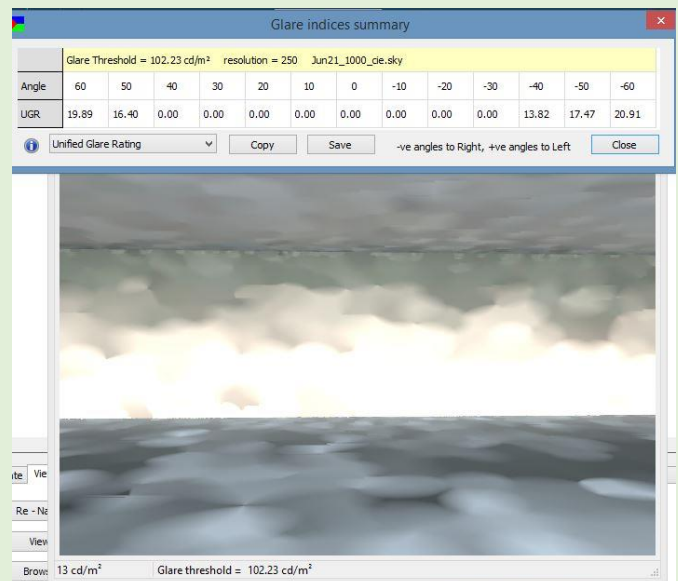 Glare indices summary
Glare Threshold = 102.23 cd/m² resolution = 250 Jun21_1000_cie.sky
Angle 60 50 40 30 20 10 0 -10 -20 -30 -40 -50 -60
UGR 19.89 16.40 0.00 0.00 0.00 0.00 0.00 0.00 0.00 0.00 13.82 17.47 20.91
Unified Glare Rating Copy Save -ve angles to Right, +ve angles to Left Close
te Vie
Re - Na
View
Brow
13 cd/m² Glare threshold = 102.23 cd/m²